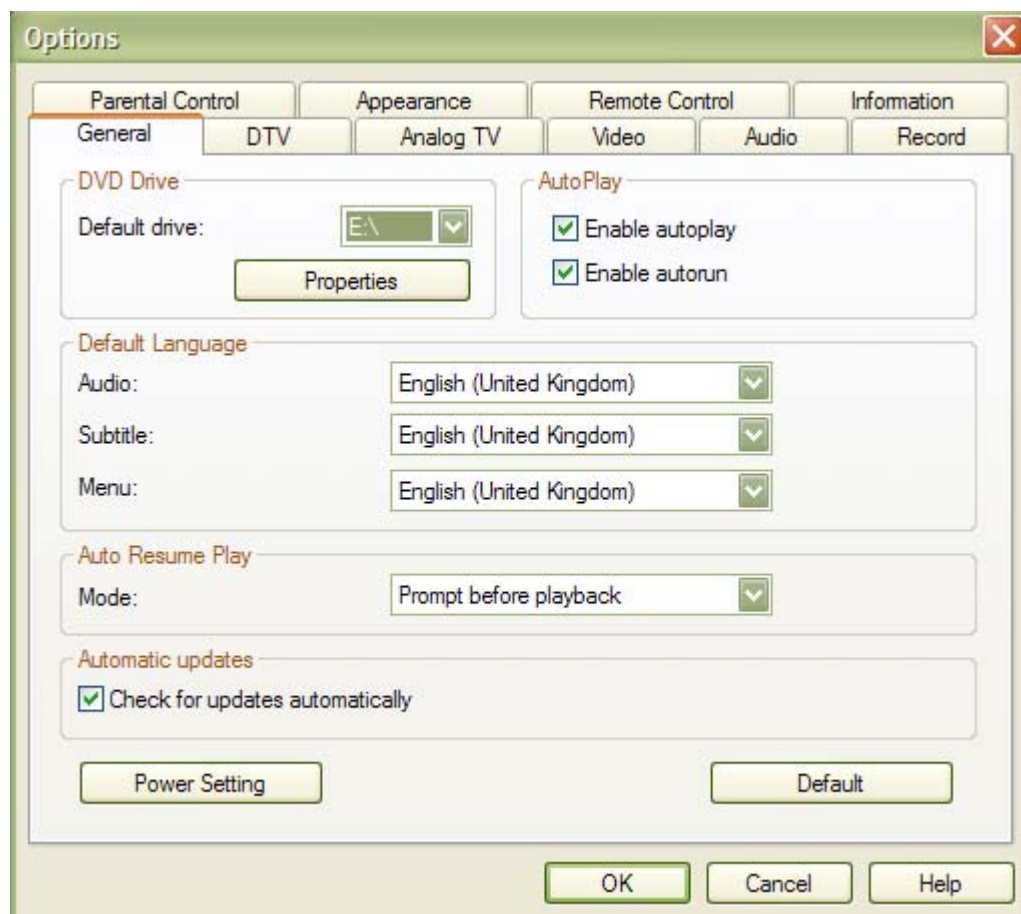 Options
Parental Control Appearance Remote Control Information
General DTV Analog TV Video Audio Record
DVD Drive
Default drive: E:\
Properties
AutoPlay
Enable autoplay
Enable autorun
Default Language
Audio: English (United Kingdom)
Subtitle: English (United Kingdom)
Menu: English (United Kingdom)
Auto Resume Play
Mode: Prompt before playback
Automatic updates
Check for updates automatically
Power Setting Default
OK Cancel Help